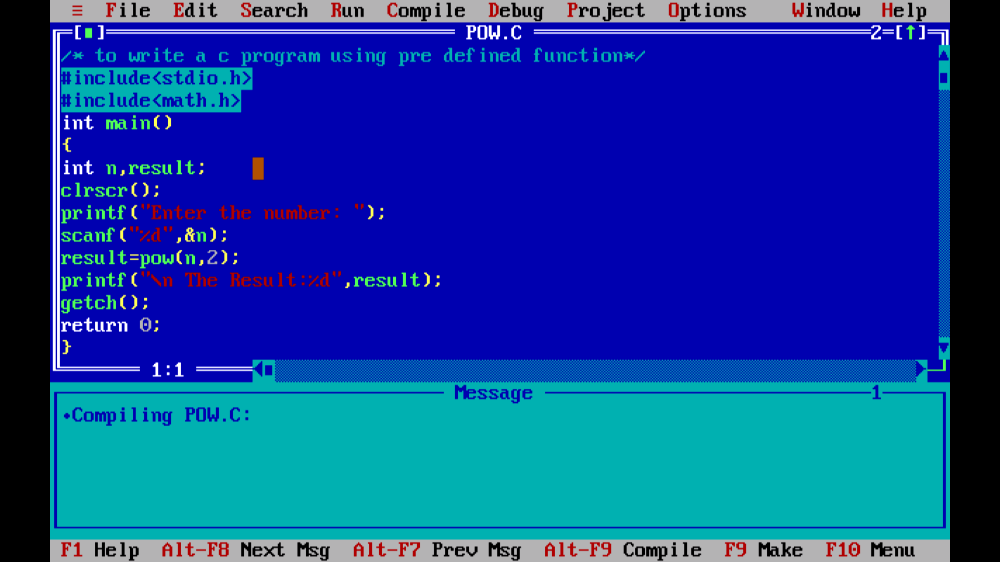 ≡ File Edit Search Run Compile Debug Project Options Window Help
[■] POW.C 2=[↑]
/* to write a c program using pre defined function*/
#include<stdio.h>
#include<math.h>
int main()
{
int n,result;
clrscr();
printf("Enter the number: ");
scanf("%d",&n);
result=pow(n,2);
printf("\n The Result:%d",result);
getch();
return 0;
}
1:1
Message 1
•Compiling POW.C:
F1 Help Alt-F8 Next Msg Alt-F7 Prev Msg Alt-F9 Compile F9 Make F10 Menu